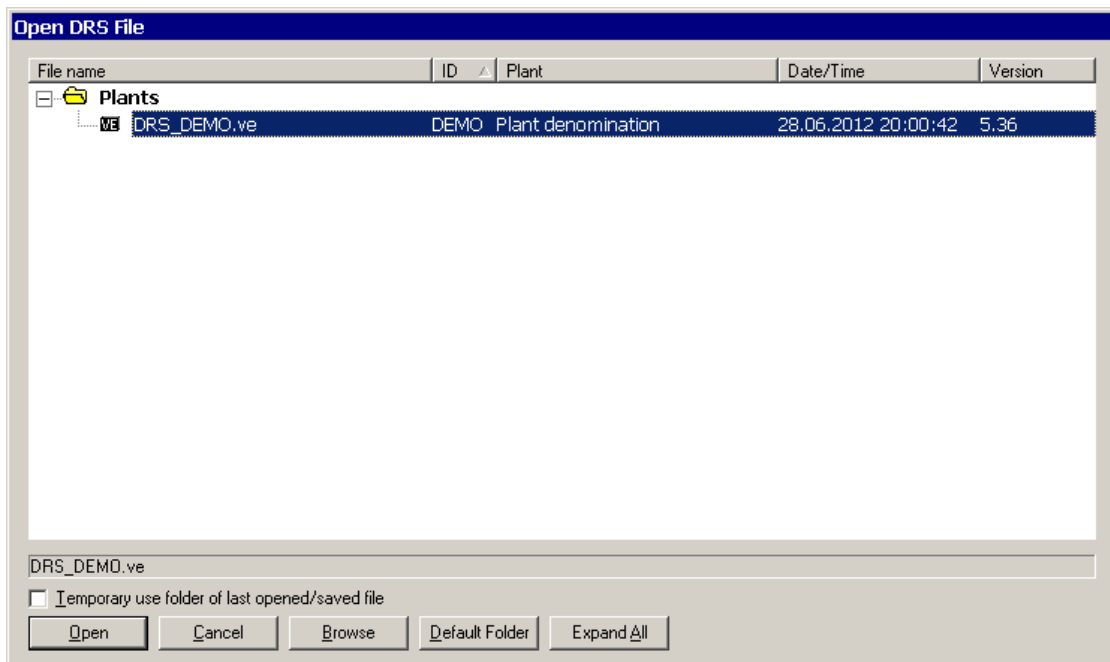 Open DRS File
File name ID Plant Date/Time Version
Plants
VE DRS_DEMO.ve DEMO Plant denomination 28.06.2012 20:00:42 5.36
DRS_DEMO.ve
Temporary use folder of last opened/saved file
Open Cancel Browse Default Folder Expand All